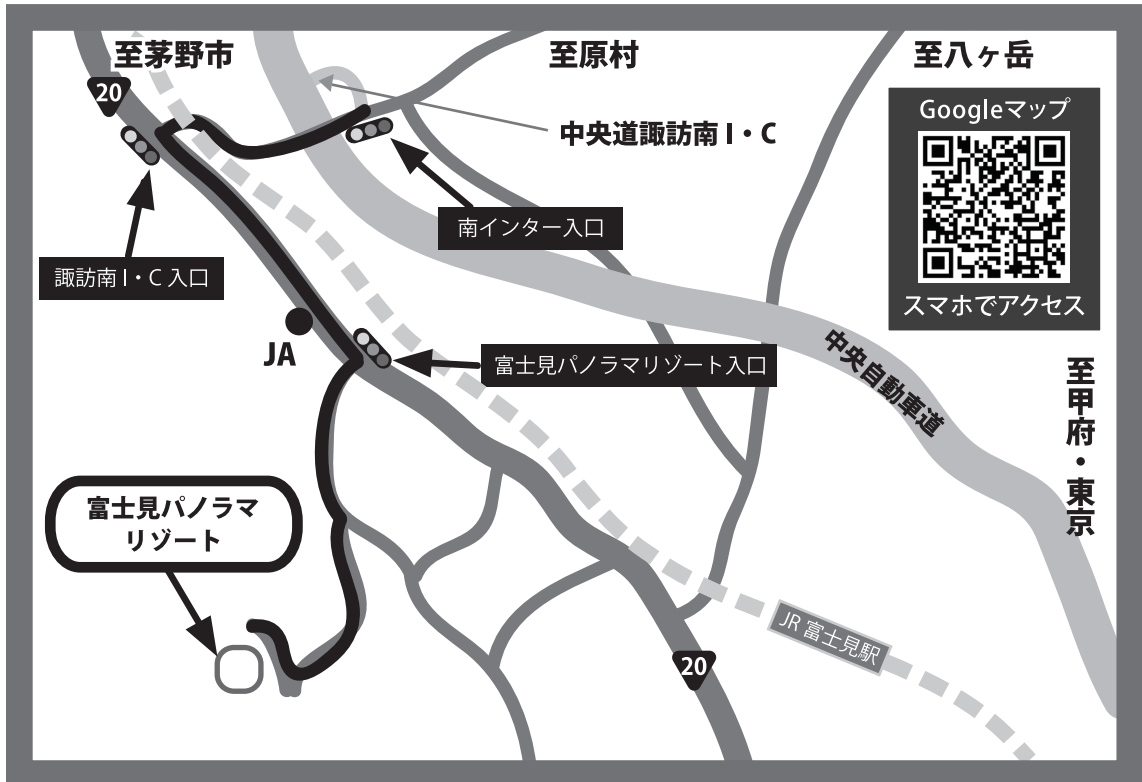 至茅野市
至原村
至八ヶ岳
20
Googleマップ
スマホでアクセス
中央道諏訪南I・C
南インター入口
諏訪南I・C入口
JA
富士見パノラマリゾート入口
中央自動車道
至甲府・東京
富士見パノラマ
リゾート
JR富士見駅
20